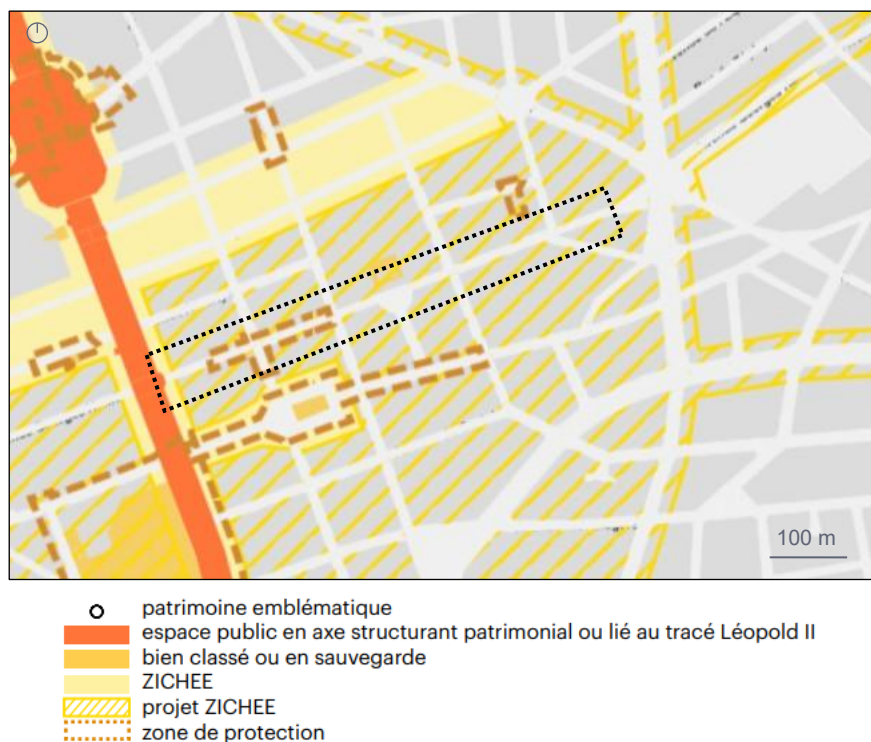 100 m
patrimoine emblématique
espace public en axe structurant patrimonial ou lié au tracé Léopold II
bien classé ou en sauvegarde
ZICHEE
projet ZICHEE
zone de protection